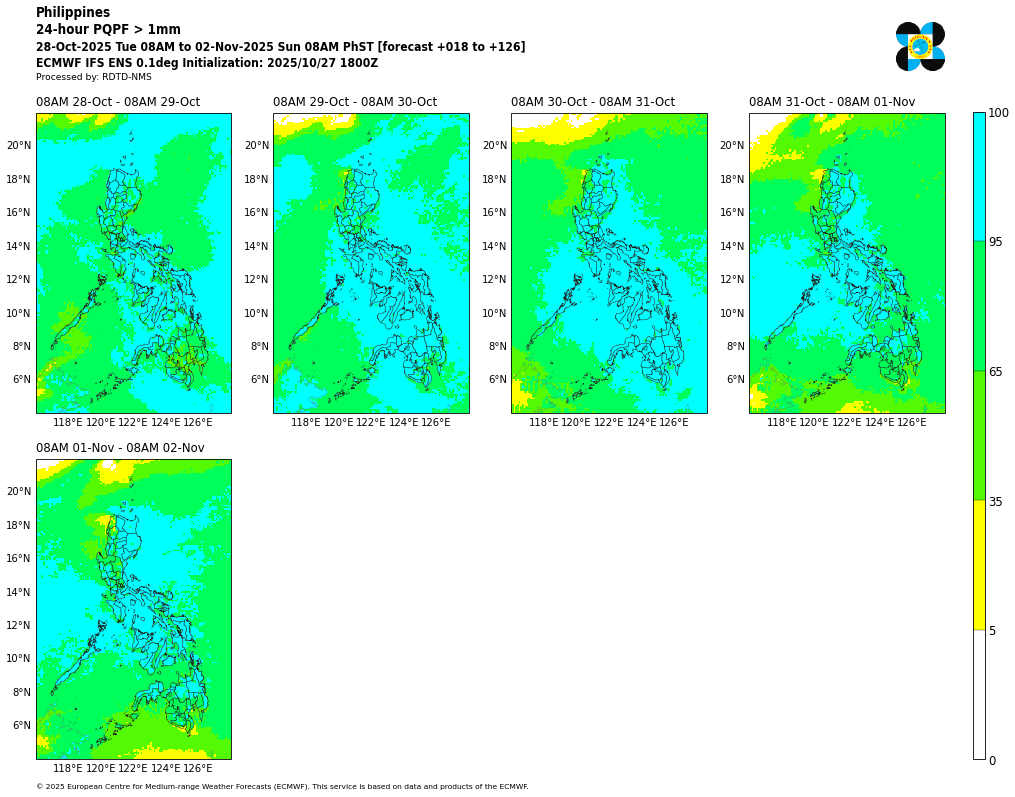 Philippines
24-hour PQPF > 1mm
28-Oct-2025 Tue 08AM to 02-Nov-2025 Sun 08AM PhST [forecast +018 to +126]
ECMWF IFS ENS 0.1deg Initialization: 2025/10/27 1800Z
Processed by: RDTD-NMS
08AM 28-Oct - 08AM 29-Oct
08AM 29-Oct - 08AM 30-Oct
08AM 30-Oct - 08AM 31-Oct
08AM 31-Oct - 08AM 01-Nov
20°N 20°N 20°N 20°N
18°N 18°N 18°N 18°N
16°N 16°N 16°N 16°N
14°N 14°N 14°N 14°N
12°N 12°N 12°N 12°N
10°N 10°N 10°N 10°N
8°N 8°N 8°N 8°N
6°N 6°N 6°N 6°N
118°E 120°E 122°E 124°E 126°E 118°E 120°E 122°E 124°E 126°E 118°E 120°E 122°E 124°E 126°E 118°E 120°E 122°E 124°E 126°E
100
95
65
35
5
0
08AM 01-Nov - 08AM 02-Nov
20°N
18°N
16°N
14°N
12°N
10°N
8°N
6°N
118°E 120°E 122°E 124°E 126°E
© 2025 European Centre for Medium-range Weather Forecasts (ECMWF). This service is based on data and products of the ECMWF.